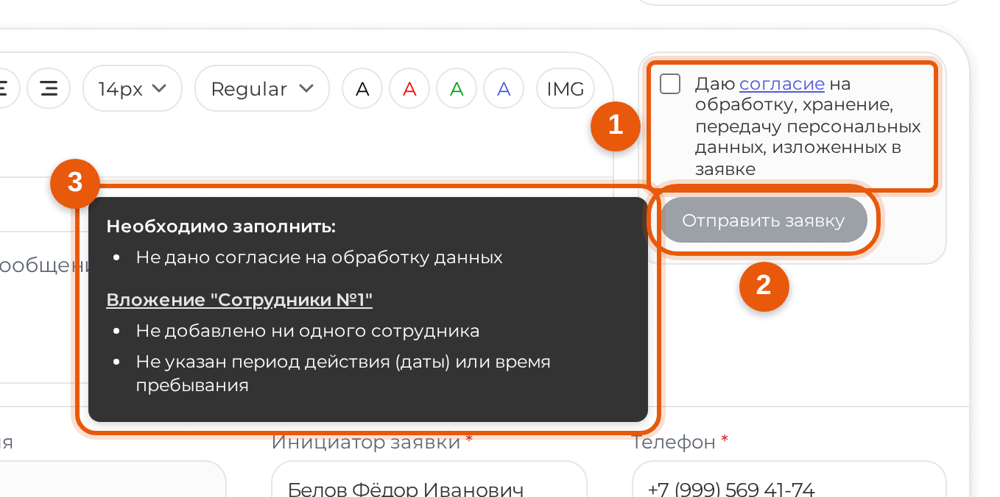 14px
Regular
A
A
A
A
IMG
Даю согласие на
обработку, хранение,
передачу персональных
данных, изложенных в
заявке
1
Отправить заявку
2
3
Необходимо заполнить:
Не дано согласие на обработку данных
Вложение "Сотрудники №1"
Не добавлено ни одного сотрудника
Не указан период действия (даты) или время
пребывания
Инициатор заявки *
Телефон *
Белов Фёдор Иванович
+7 (999) 569 41-74